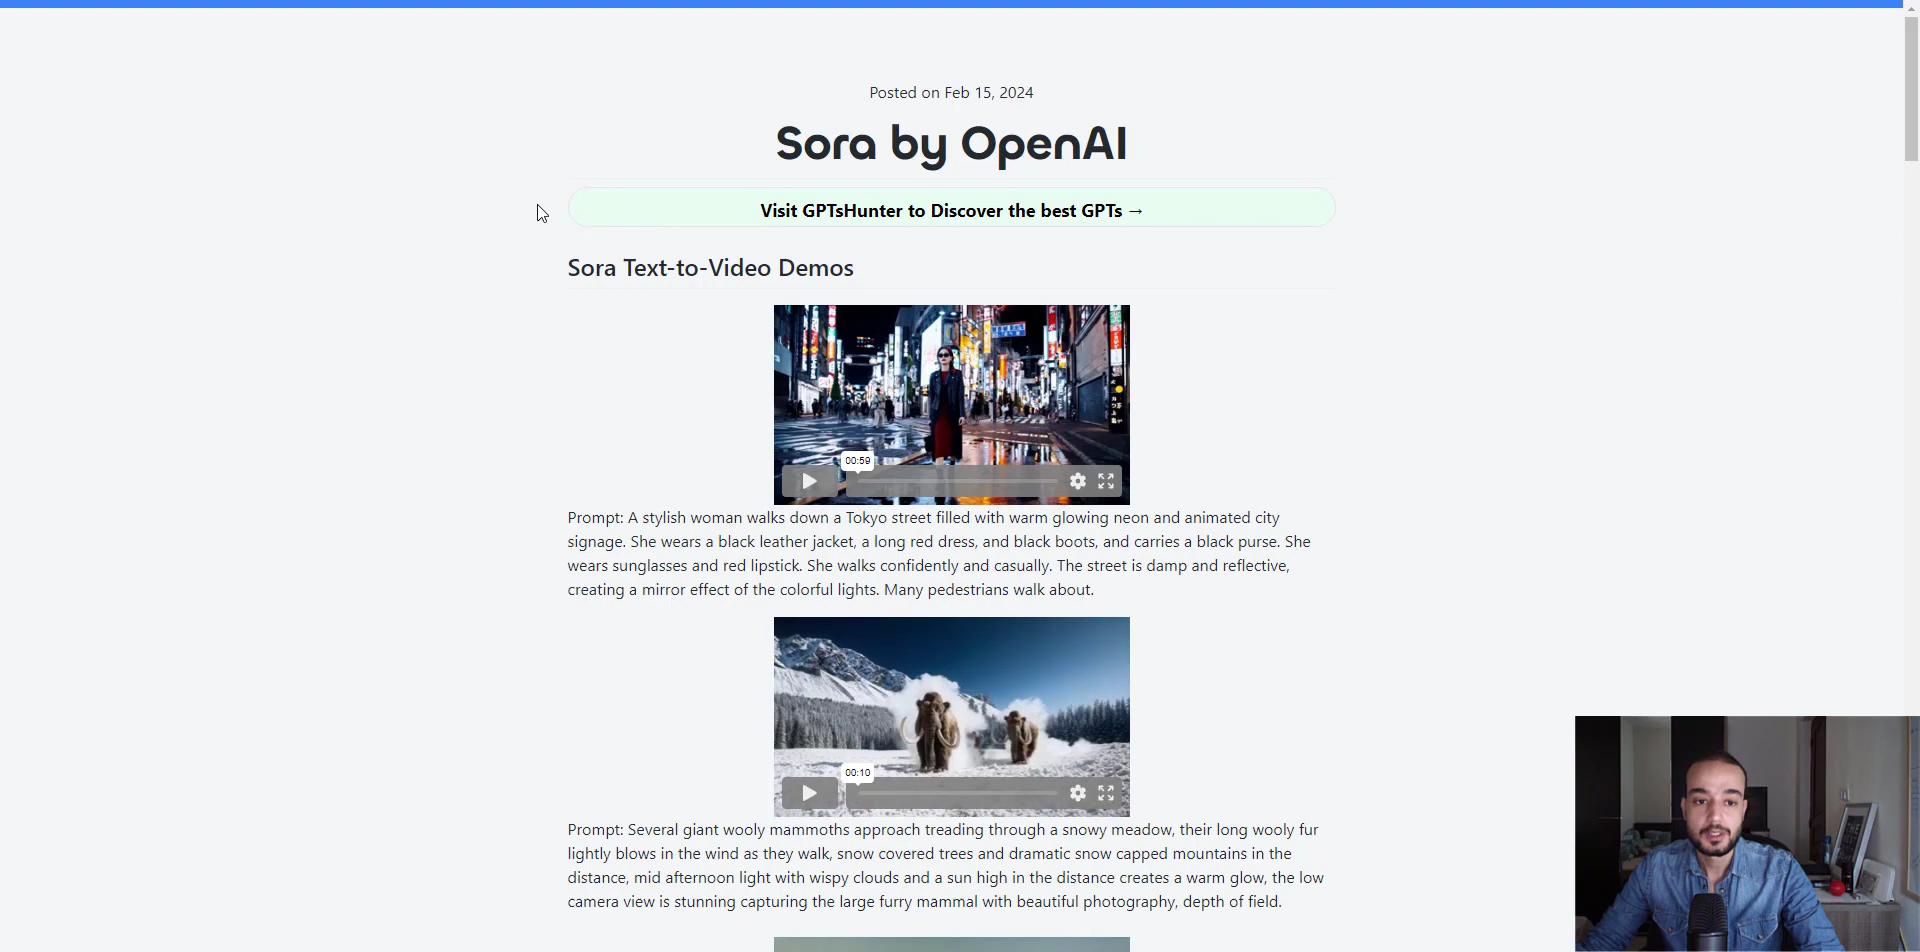 Posted on Feb 15, 2024
Sora by OpenAI
Visit GPTsHunter to Discover the best GPTs →
Sora Text-to-Video Demos
00:59
Prompt: A stylish woman walks down a Tokyo street filled with warm glowing neon and animated city
signage. She wears a black leather jacket, a long red dress, and black boots, and carries a black purse. She
wears sunglasses and red lipstick. She walks confidently and casually. The street is damp and reflective,
creating a mirror effect of the colorful lights. Many pedestrians walk about.
00:10
Prompt: Several giant wooly mammoths approach treading through a snowy meadow, their long wooly fur
lightly blows in the wind as they walk, snow covered trees and dramatic snow capped mountains in the
distance, mid afternoon light with wispy clouds and a sun high in the distance creates a warm glow, the low
camera view is stunning capturing the large furry mammal with beautiful photography, depth of field.